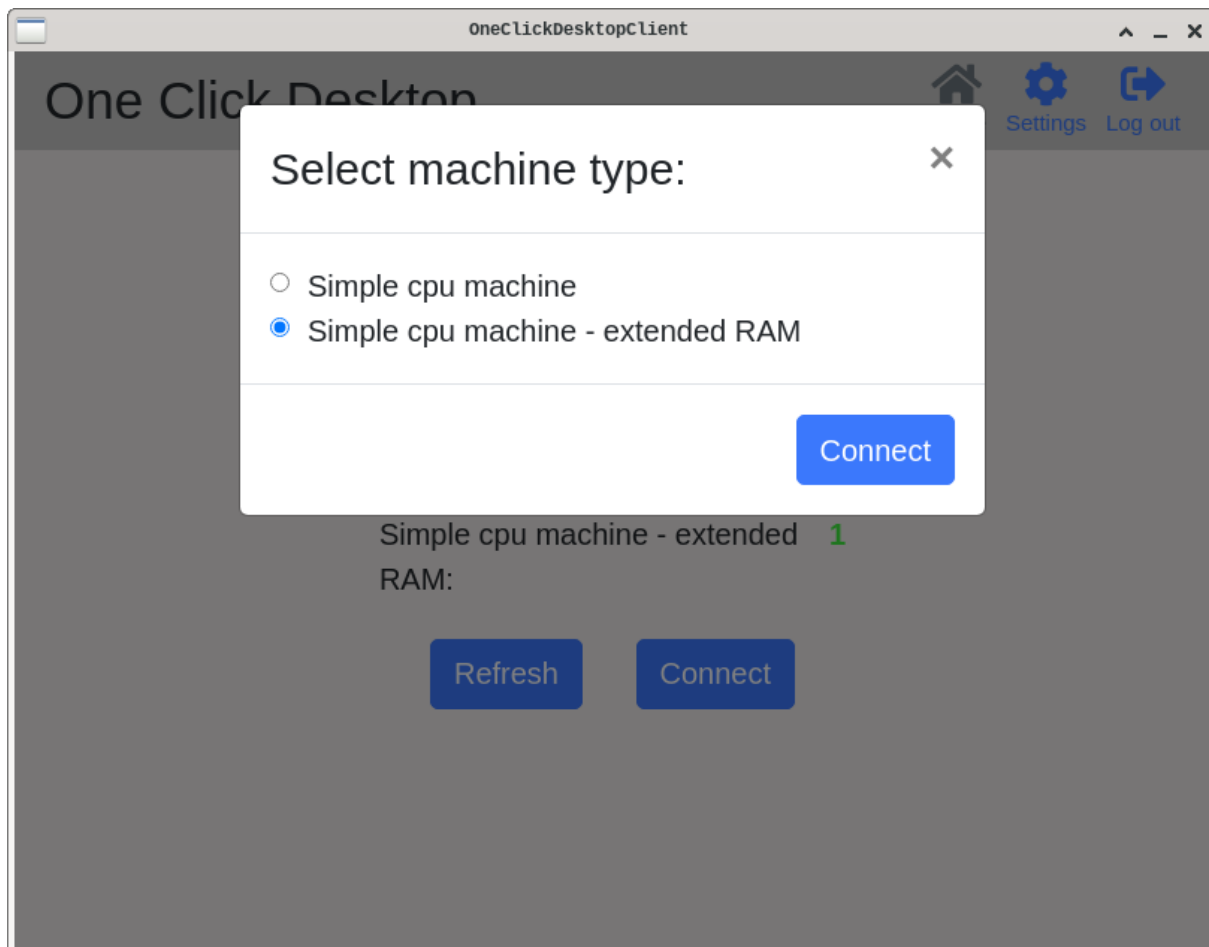 OneClickDesktopClient
One Click Desktop
Settings
Log out
Select machine type:
×
Simple cpu machine
Simple cpu machine - extended RAM
Connect
Simple cpu machine - extended 1
RAM:
Refresh
Connect